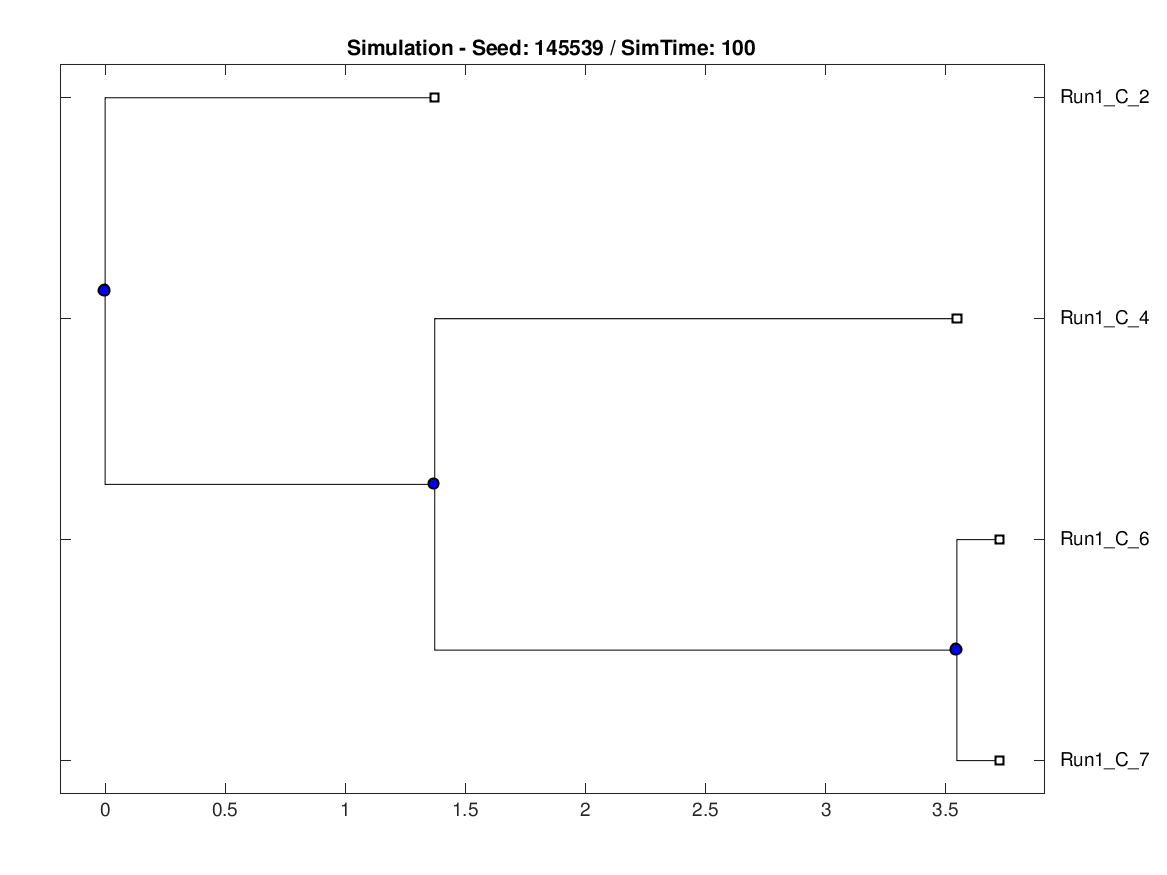 Simulation - Seed: 145539 / SimTime: 100
Run1_C_2
Run1_C_4
Run1_C_6
Run1_C_7
0 0.5 1 1.5 2 2.5 3 3.5